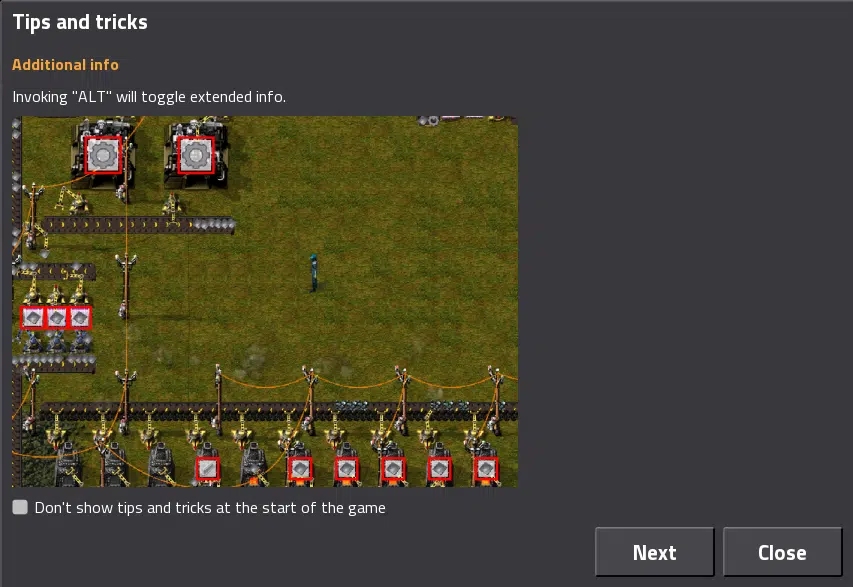 Tips and tricks
Additional info
Invoking "ALT" will toggle extended info.
Don't show tips and tricks at the start of the game
Next
Close